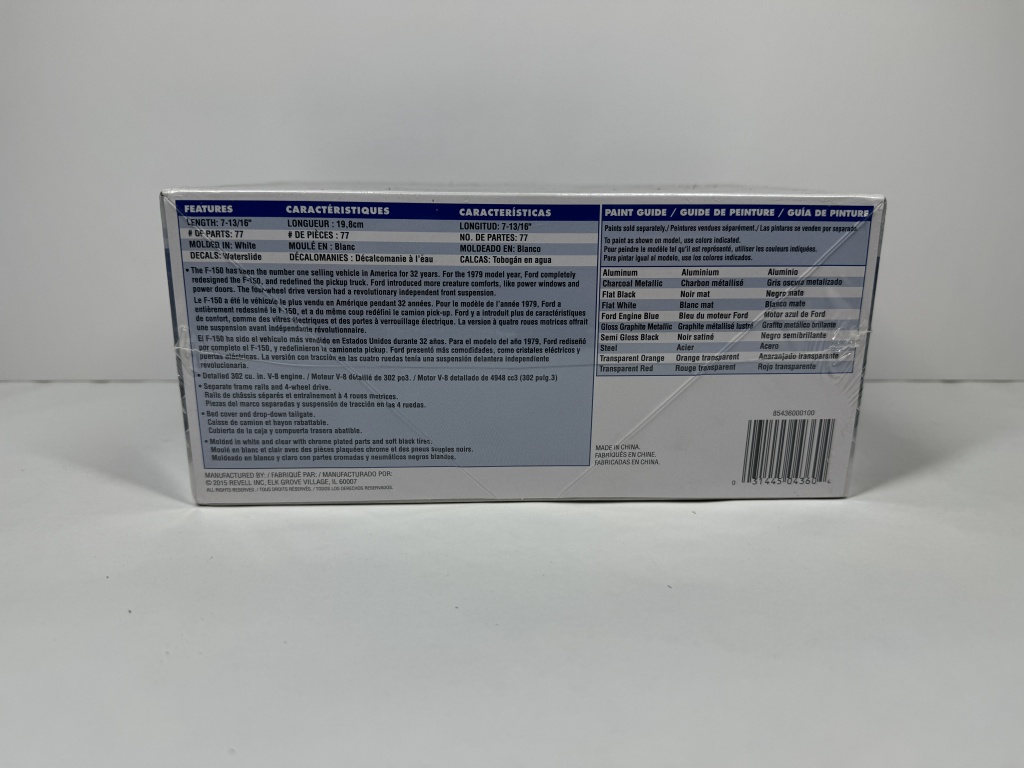 FEATURES CARACTÉRISTIQUES CARACTERÍSTICAS
LENGTH: 7-13/16" LONGUEUR : 19,8cm LONGITUD: 7-13/16"
# OF PARTS: 77 # DE PIÈCES : 77 NO. DE PARTES: 77
MOLDED IN: White MOULÉ EN : Blanc MOLDEADO EN: Blanco
DECALS: Waterslide DÉCALOMANIES : Décalcomanie à l'éau CALCAS: Tobogán en agua
• The F-150 has been the number one selling vehicle in America for 32 years. For the 1979 model year, Ford completely
redesigned the F-150, and redefined the pickup truck. Ford introduced more creature comforts, like power windows and
power doors. The four-wheel drive version had a revolutionary independent front suspension.
Le F-150 a été le véhicule le plus vendu en Amérique pendant 32 années. Pour le modèle de l'année 1979, Ford a
entièrement redessiné le F-150, et a du même coup redéfini le camion pick-up. Ford y a introduit plus de caractéristiques
de confort, comme des vitres électriques et des portes à verrouillage électrique. La version à quatre roues motrices offrait
une suspension avant indépendante révolutionnaire.
El F-150 ha sido el vehículo más vendido en Estados Unidos durante 32 años. Para el modelo del año 1979, Ford rediseñó
por completo el F-150, y redefinieron la camioneta pickup. Ford presentó más comodidades, como cristales eléctricos y
puertas eléctricas. La versión con tracción en las cuatro ruedas tenía una suspensión delantera independiente
revolucionario.
• Detailed 302 cu. in. V-8 engine. / Moteur V-8 détaillé de 302 po3. / Motor V-8 detallado de 4948 cc3 (302 pulg.3)
• Separate frame rails and 4-wheel drive.
Rails de châssis séparés et entraînement à 4 roues motrices.
Piezas del marco separadas y suspensión de tracción en las 4 ruedas.
• Bed cover and drop-down tailgate.
Caisse de camion et hayon rabattable.
Cubierta de la caja y compuerta trasera abatible.
• Molded in white and clear with chrome plated parts and soft black tires.
Moulé en blanc et clair avec des pièces plaquées chrome et des pneus souples noirs.
Moldeado en blanco y claro con partes cromadas y neumáticos negros blandos.
MANUFACTURED BY: / FABRIQUÉ PAR: / MANUFACTURADO POR:
© 2015 REVELL INC, ELK GROVE VILLAGE, IL 60007
ALL RIGHTS RESERVED. / TOUS DROITS RÉSERVÉS. / TODOS LOS DERECHOS RESERVADOS.
PAINT GUIDE / GUIDE DE PEINTURE / GUÍA DE PINTURE
Paints sold separately./ Peintures vendues séparément./ Las pinturas se venden por separado.
To paint as shown on model, use colors indicated.
Pour peindre le modèle tel qu'il est représenté, utiliser les couleurs indiquées.
Para pintar igual al modelo, use los colores indicados.
Aluminum Aluminium Aluminio
Charcoal Metallic Charbon métallisé Gris oscura metalizado
Flat Black Noir mat Negro mate
Flat White Blanc mat Blanco mate
Ford Engine Blue Bleu du moteur Ford Motor azul de Ford
Gloss Graphite Metallic Graphite métallisé lustré Grafito metálico brillante
Semi Gloss Black Noir satiné Negro semibrillante
Steel Acier Acero
Transparent Orange Orange transparent Anaranjado transparente
Transparent Red Rouge transparent Rojo transparente
MADE IN CHINA.
FABRIQUÉS EN CHINE.
FABRICADAS EN CHINA.
85436000100
0 31445 04360 4